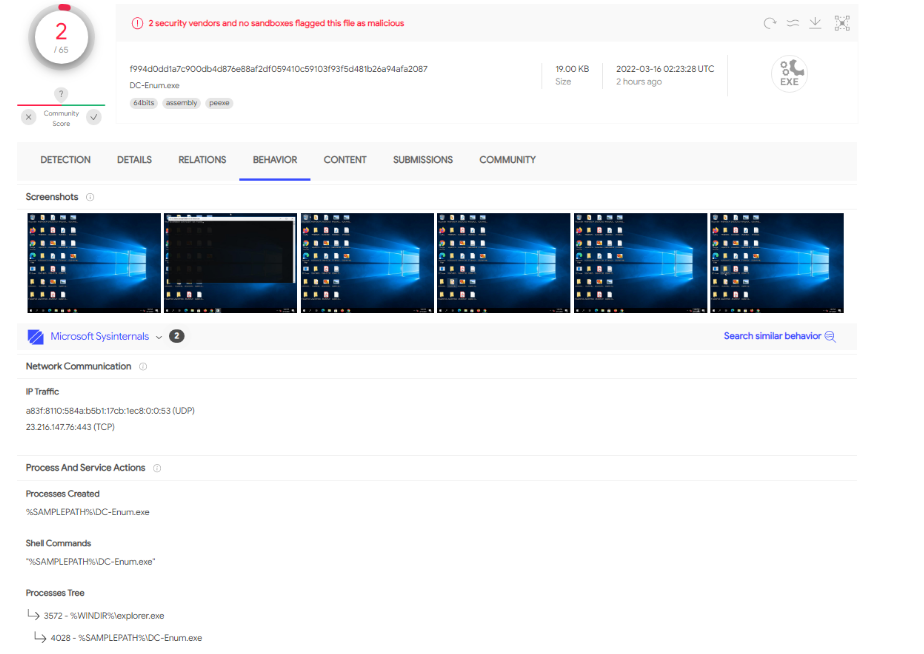 2
/ 65
?
Community
Score
2 security vendors and no sandboxes flagged this file as malicious
f994d0dd1a7c900db4d876e88af2df059410c59103f93f5d481b26a94afa2087
DC-Enum.exe
64bits assembly peexe
19.00 KB
Size
2022-03-16 02:23:28 UTC
2 hours ago
EXE
DETECTION DETAILS RELATIONS BEHAVIOR CONTENT SUBMISSIONS COMMUNITY
Screenshots
Microsoft Sysinternals 2
Search similar behavior
Network Communication
IP Traffic
a83f:8110:584a:b5b1:17cb:1ec8:0:0:53 (UDP)
23.216.147.76:443 (TCP)
Process And Service Actions
Processes Created
%SAMPLEPATH%\DC-Enum.exe
Shell Commands
"%SAMPLEPATH%\DC-Enum.exe"
Processes Tree
3572 - %WINDIR%\explorer.exe
4028 - %SAMPLEPATH%\DC-Enum.exe